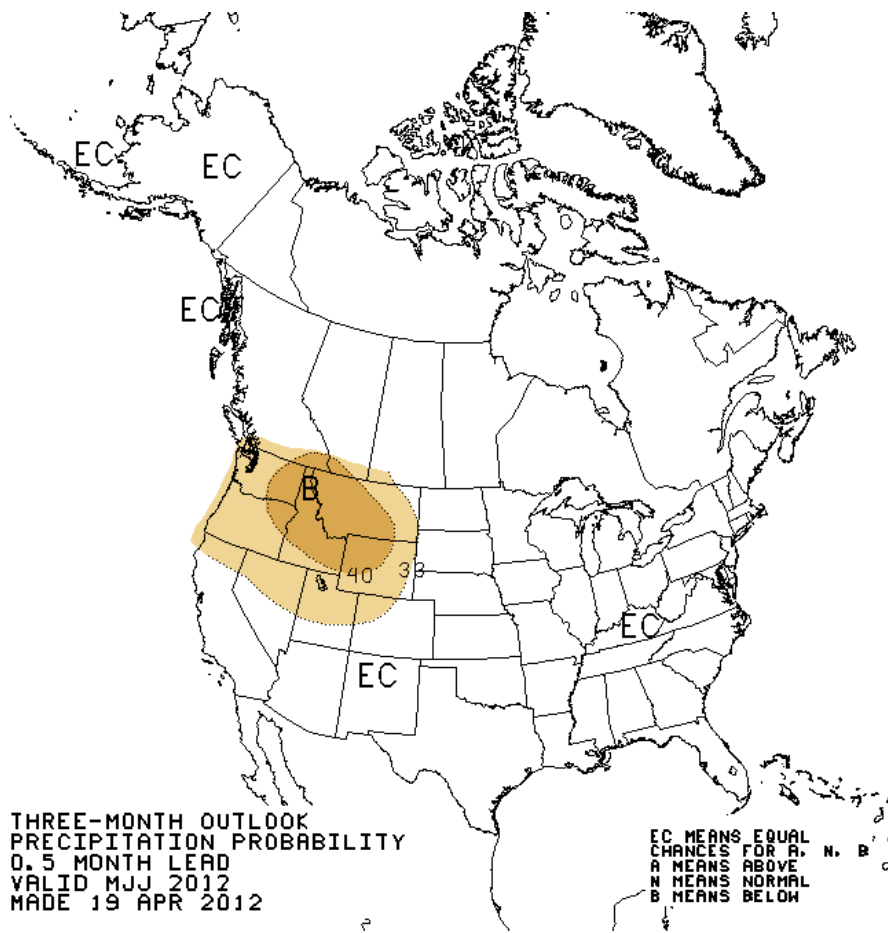 EC
EC
EC
B
40
33
EC
EC
THREE-MONTH OUTLOOK
PRECIPITATION PROBABILITY
0.5 MONTH LEAD
VALID MJJ 2012
MADE 19 APR 2012
EC MEANS EQUAL
CHANCES FOR A, N, B
A MEANS ABOVE
N MEANS NORMAL
B MEANS BELOW